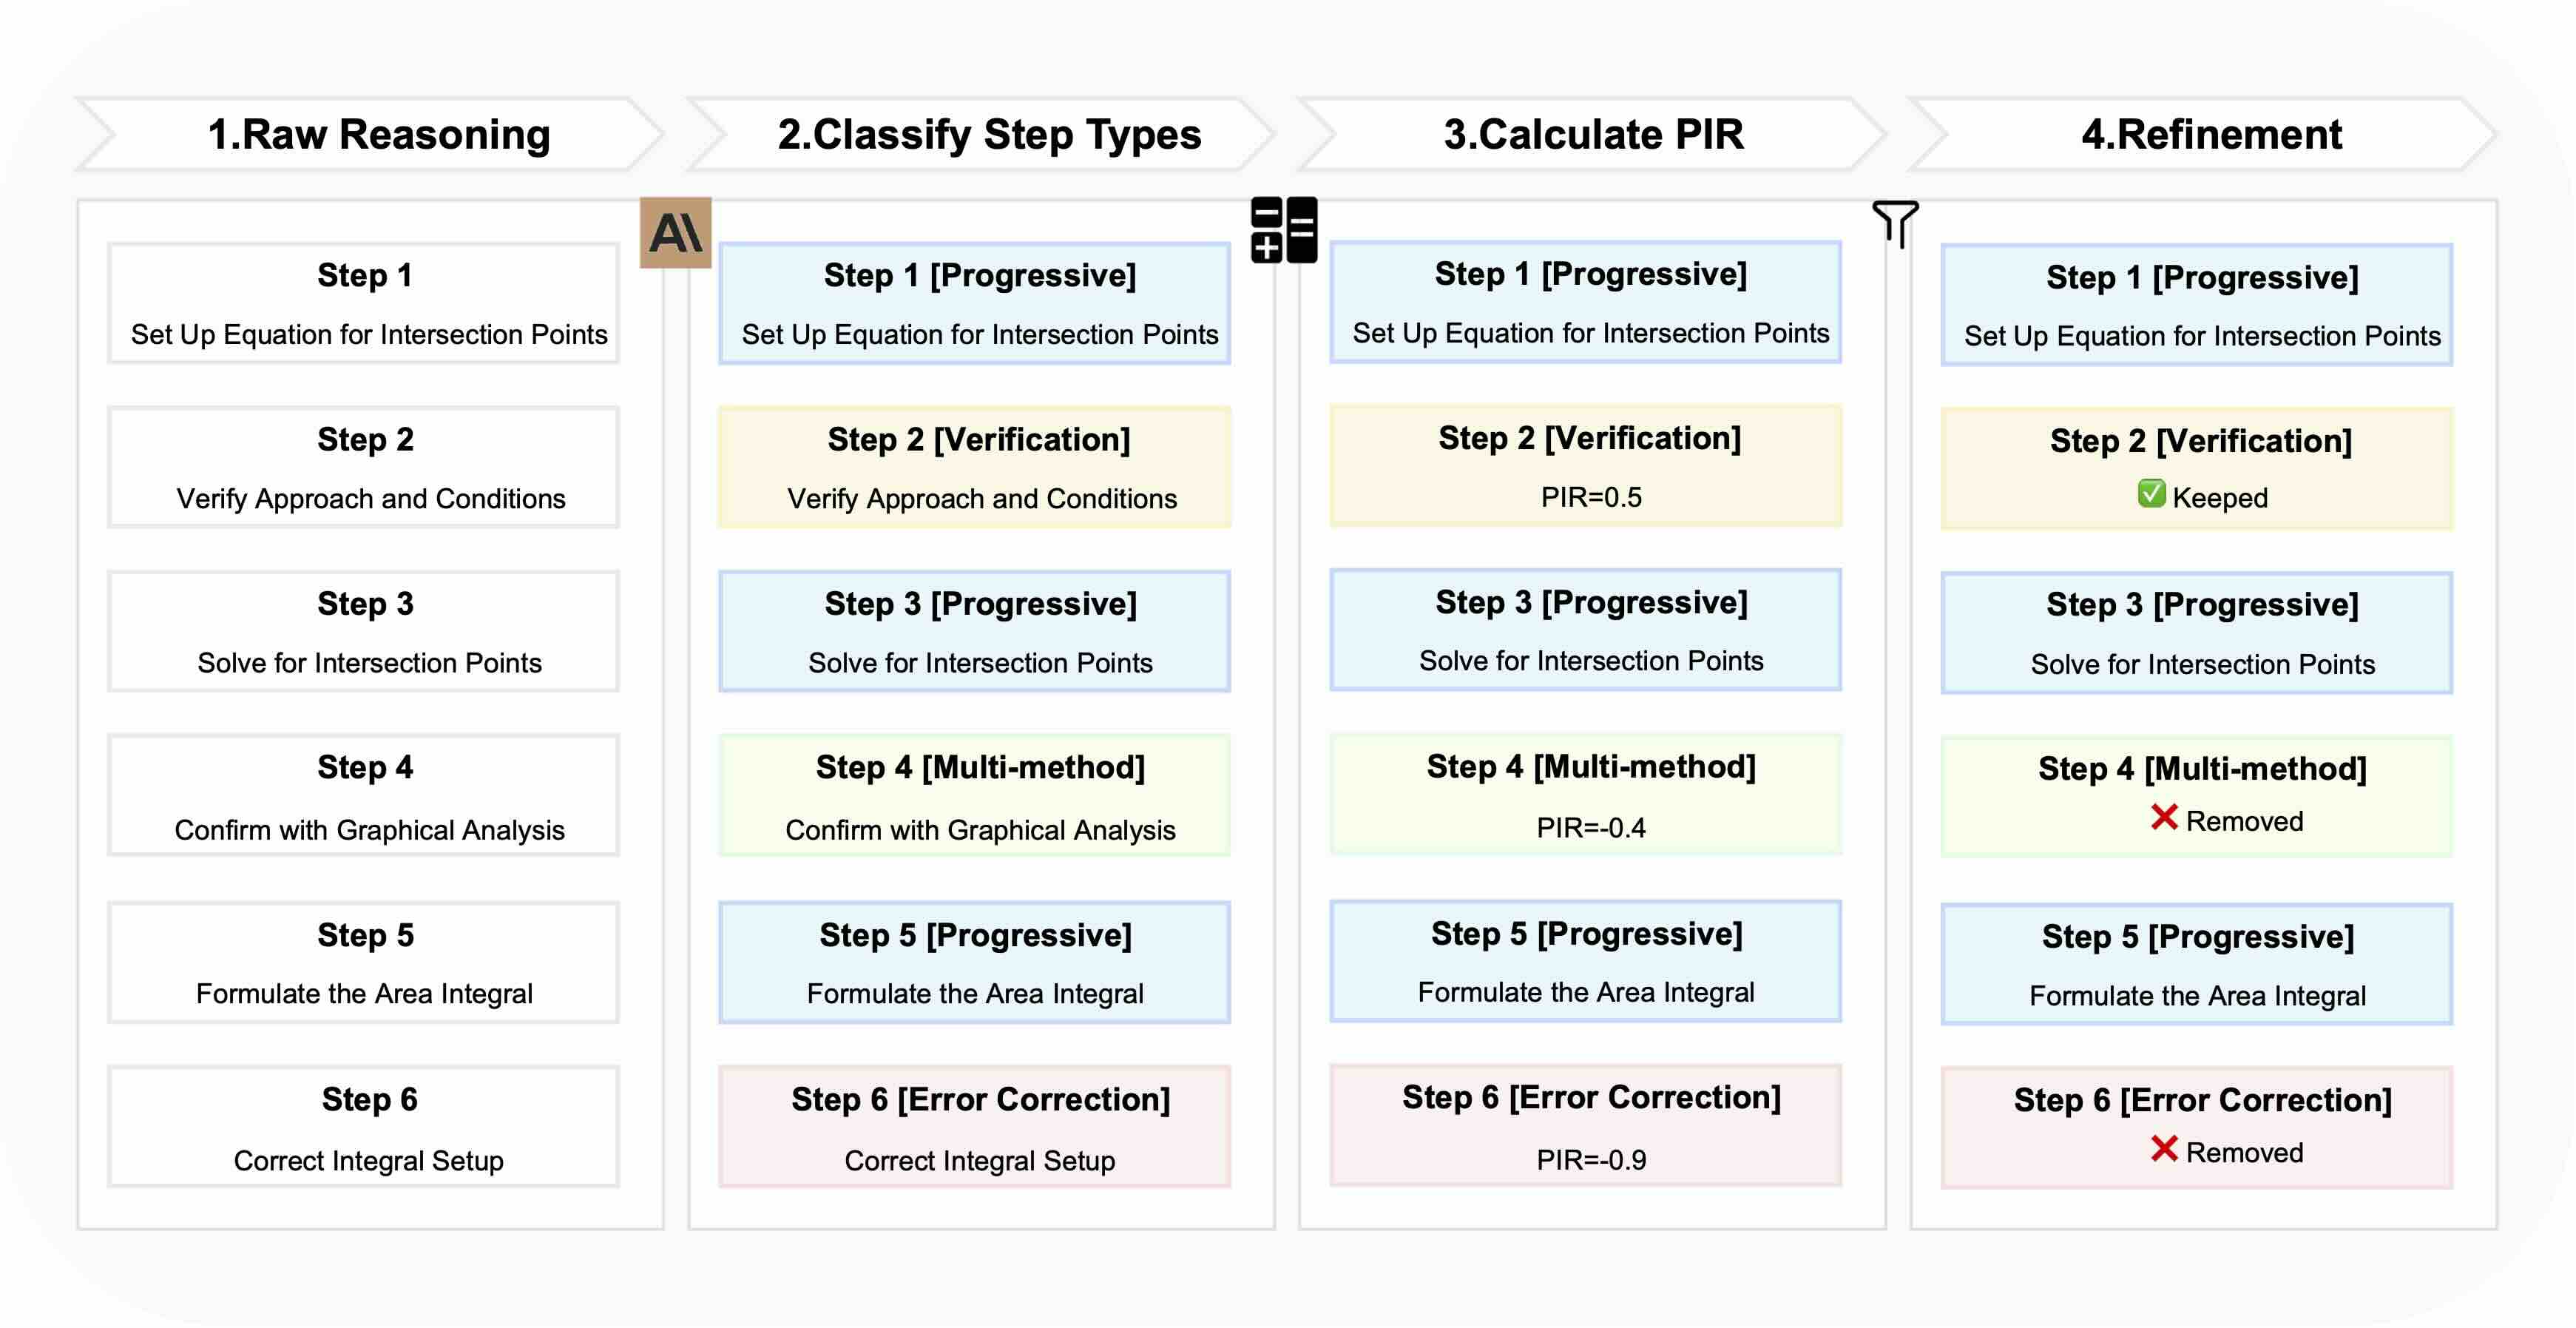 1.Raw Reasoning
2.Classify Step Types
3.Calculate PIR
4.Refinement
A\
Step 1
Set Up Equation for Intersection Points
Step 2
Verify Approach and Conditions
Step 3
Solve for Intersection Points
Step 4
Confirm with Graphical Analysis
Step 5
Formulate the Area Integral
Step 6
Correct Integral Setup
Step 1 [Progressive]
Set Up Equation for Intersection Points
Step 2 [Verification]
Verify Approach and Conditions
Step 3 [Progressive]
Solve for Intersection Points
Step 4 [Multi-method]
Confirm with Graphical Analysis
Step 5 [Progressive]
Formulate the Area Integral
Step 6 [Error Correction]
Correct Integral Setup
Step 1 [Progressive]
Set Up Equation for Intersection Points
Step 2 [Verification]
PIR=0.5
Step 3 [Progressive]
Solve for Intersection Points
Step 4 [Multi-method]
PIR=-0.4
Step 5 [Progressive]
Formulate the Area Integral
Step 6 [Error Correction]
PIR=-0.9
Step 1 [Progressive]
Set Up Equation for Intersection Points
Step 2 [Verification]
✅ Keeped
Step 3 [Progressive]
Solve for Intersection Points
Step 4 [Multi-method]
❌ Removed
Step 5 [Progressive]
Formulate the Area Integral
Step 6 [Error Correction]
❌ Removed